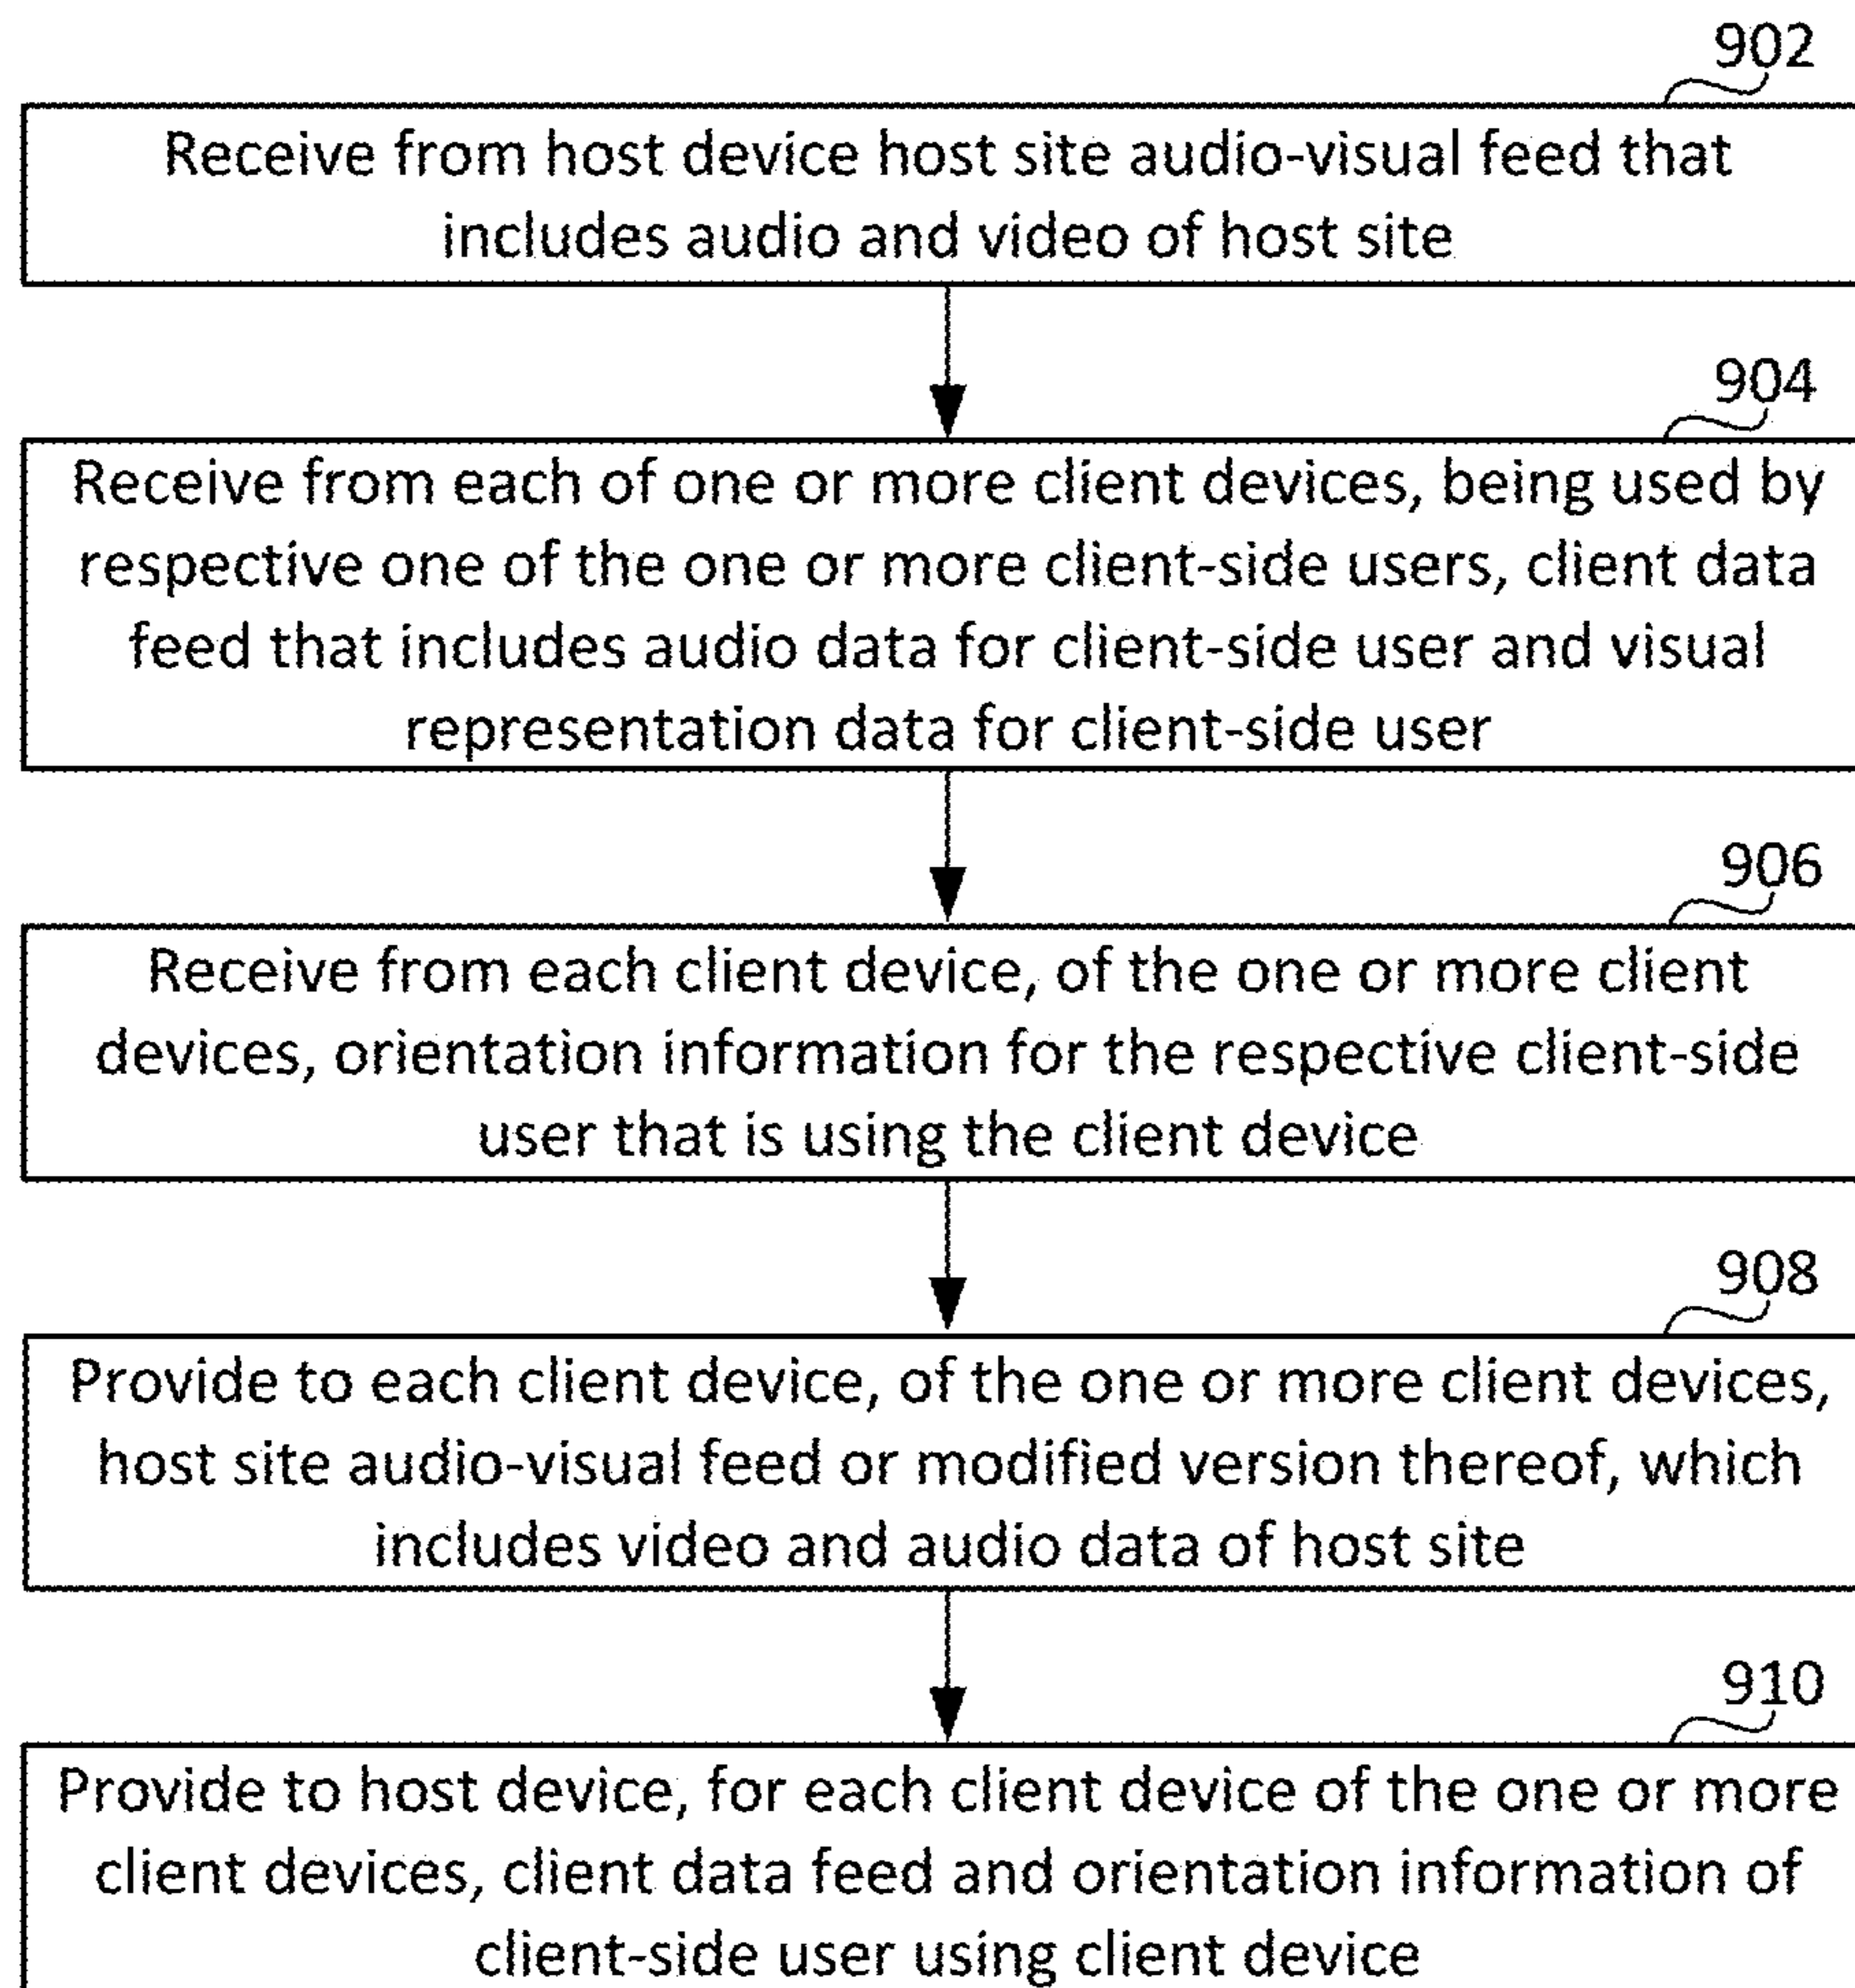 902
Receive from host device host site audio-visual feed that
includes audio and video of host site
904
Receive from each of one or more client devices, being used by
respective one of the one or more client-side users, client data
feed that includes audio data for client-side user and visual
representation data for client-side user
906
Receive from each client device, of the one or more client
devices, orientation information for the respective client-side
user that is using the client device
908
Provide to each client device, of the one or more client devices,
host site audio-visual feed or modified version thereof, which
includes video and audio data of host site
910
Provide to host device, for each client device of the one or more
client devices, client data feed and orientation information of
client-side user using client device